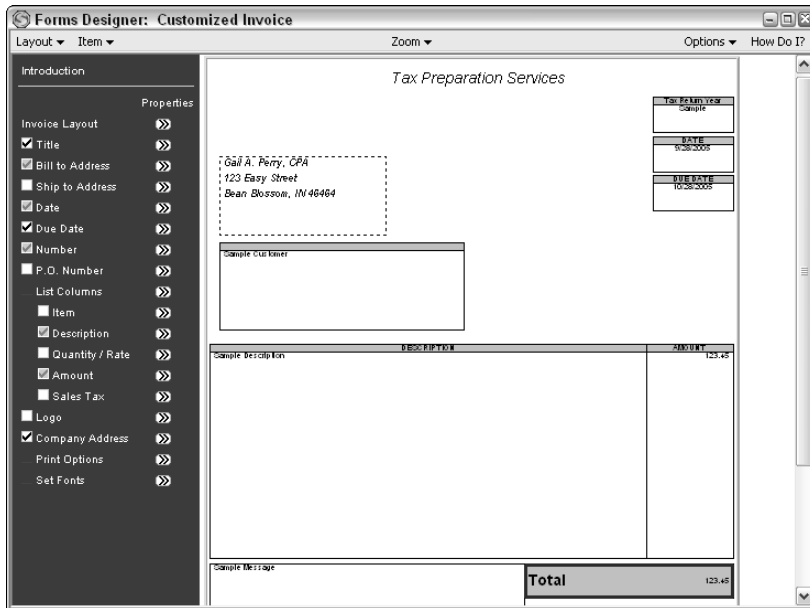 Forms Designer: Customized Invoice
Layout Item Zoom Options How Do I?
Introduction
Properties
Invoice Layout
Title
Bill to Address
Ship to Address
Date
Due Date
Number
P.O. Number
List Columns
Item
Description
Quantity / Rate
Amount
Sales Tax
Logo
Company Address
Print Options
Set Fonts
Tax Preparation Services
Tax Return Year
Sample
DATE
9/28/2005
DUE DATE
10/28/2005
Gail A. Perry, CPA
123 Easy Street
Bean Blossom, IN 46464
Sample Customer
DESCRIPTION AMOUNT
Sample Description 123.45
Sample Message
Total 123.45